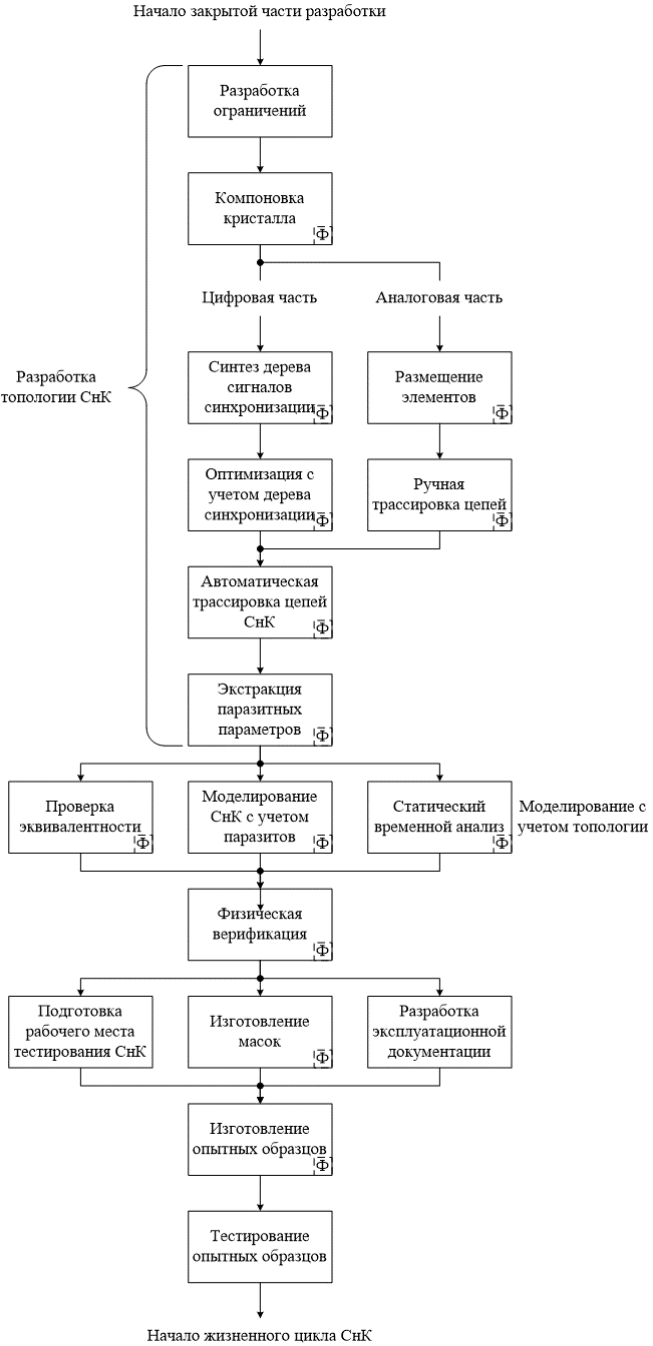 Начало закрытой части разработки
Разработка
ограничений
Компоновка
кристалла
Ф
Цифровая часть
Аналоговая часть
Разработка
топологии СнК
Синтез дерева
сигналов
синхронизации
Ф
Размещение
элементов
Ф
Оптимизация с
учетом дерева
синхронизации
Ф
Ручная
трассировка цепей
Ф
Автоматическая
трассировка цепей
СнК
Ф
Экстракция
паразитных
параметров
Ф
Проверка
эквивалентности
Ф
Моделирование
СнК с учетом
паразитов
Ф
Статический
временной анализ
Ф
Моделирование с
учетом топологии
Физическая
верификация
Ф
Подготовка
рабочего места
тестирования СнК
Изготовление
масок
Ф
Разработка
эксплуатационной
документации
Изготовление
опытных образцов
Ф
Тестирование
опытных образцов
Начало жизненного цикла СнК